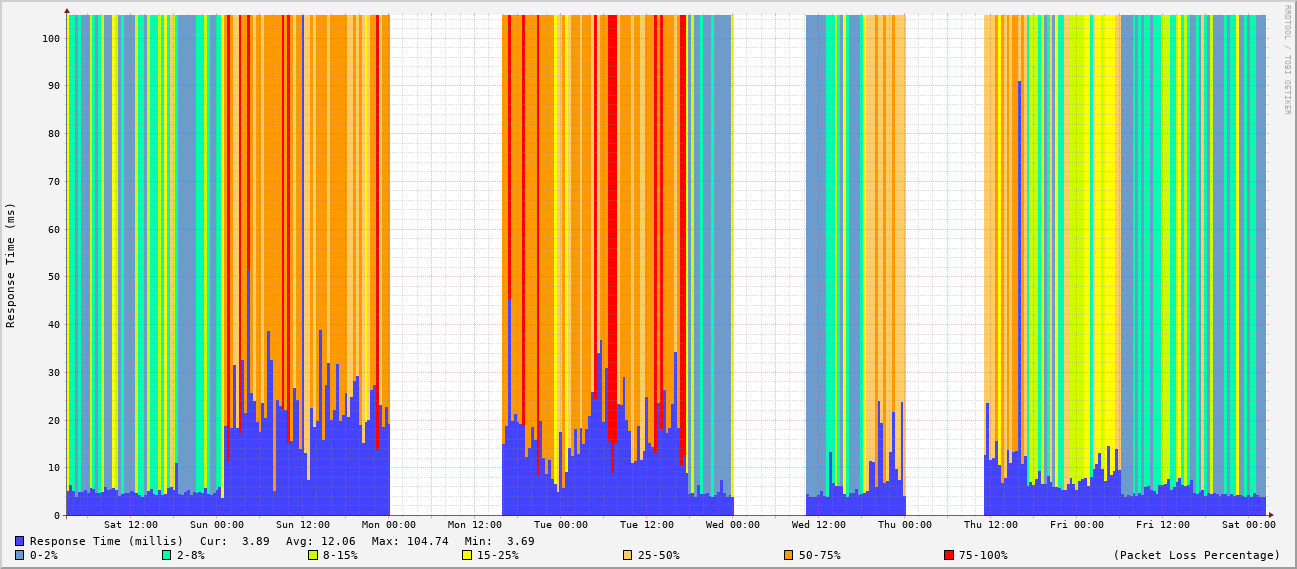 RRDTOOL / TOBI OETIKER
Response Time (ms)
100
90
80
70
60
50
40
30
20
10
0
Sat 12:00 Sun 00:00 Sun 12:00 Mon 00:00 Mon 12:00 Tue 00:00 Tue 12:00 Wed 00:00 Wed 12:00 Thu 00:00 Thu 12:00 Fri 00:00 Fri 12:00 Sat 00:00
Response Time (millis) Cur: 3.89 Avg: 12.06 Max: 104.74 Min: 3.69
0-2% 2-8% 8-15% 15-25% 25-50% 50-75% 75-100% (Packet Loss Percentage)